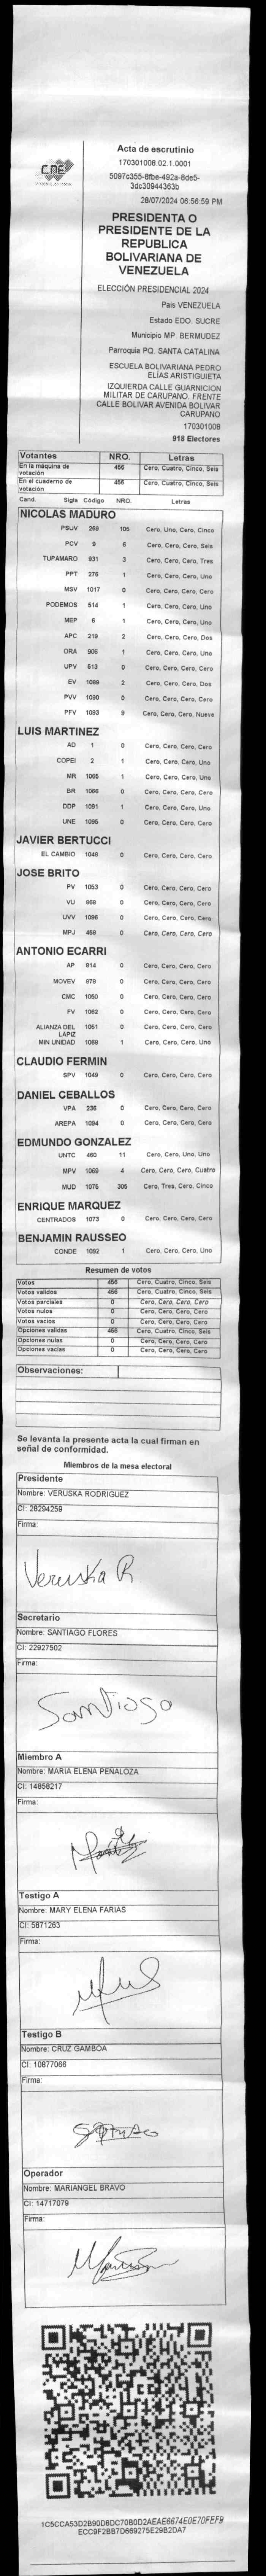 CNE
Acta de escrutinio
170301008.02.1.0001
5097c355-8fbe-492a-8de5-
3dc30944363b
28/07/2024 06:56:59 PM
PRESIDENTA O
PRESIDENTE DE LA
REPUBLICA
BOLIVARIANA DE
VENEZUELA
ELECCIÓN PRESIDENCIAL 2024
Pais VENEZUELA
Estado EDO. SUCRE
Municipio MP. BERMUDEZ
Parroquia PQ. SANTA CATALINA
ESCUELA BOLIVARIANA PEDRO
ELÍAS ARISTIGUIETA
IZQUIERDA CALLE GUARNICION
MILITAR DE CARUPANO. FRENTE
CALLE BOLIVAR AVENIDA BOLIVAR
CARUPANO
170301008
918 Electores
Votantes NRO. Letras
En la máquina de votación 456 Cero, Cuatro, Cinco, Seis
En el cuaderno de votación 456 Cero, Cuatro, Cinco, Seis
Cand. Sigla Codigo NRO. Letras
NICOLAS MADURO
PSUV 269 105 Cero, Uno, Cero, Cinco
PCV 9 6 Cero, Cero, Cero, Seis
TUPAMARO 931 3 Cero, Cero, Cero, Tres
PPT 276 1 Cero, Cero, Cero, Uno
MSV 1017 0 Cero, Cero, Cero, Cero
PODEMOS 514 1 Cero, Cero, Cero, Uno
MEP 6 1 Cero, Cero, Cero, Uno
APC 219 2 Cero, Cero, Cero, Dos
ORA 906 1 Cero, Cero, Cero, Uno
UPV 513 0 Cero, Cero, Cero, Cero
EV 1089 2 Cero, Cero, Cero, Dos
PVV 1090 0 Cero, Cero, Cero, Cero
PFV 1093 9 Cero, Cero, Cero, Nueve
LUIS MARTINEZ
AD 1 0 Cero, Cero, Cero, Cero
COPEI 2 1 Cero, Cero, Cero, Uno
MR 1065 1 Cero, Cero, Cero, Uno
BR 1066 0 Cero, Cero, Cero, Cero
DDP 1091 1 Cero, Cero, Cero, Uno
UNE 1095 0 Cero, Cero, Cero, Cero
JAVIER BERTUCCI
EL CAMBIO 1046 0 Cero, Cero, Cero, Cero
JOSE BRITO
PV 1053 0 Cero, Cero, Cero, Cero
VU 868 0 Cero, Cero, Cero, Cero
UVV 1096 0 Cero, Cero, Cero, Cero
MPJ 459 0 Cero, Cero, Cero, Cero
ANTONIO ECARRI
AP 814 0 Cero, Cero, Cero, Cero
MOVEV 879 0 Cero, Cero, Cero, Cero
CMC 1050 0 Cero, Cero, Cero, Cero
FV 1062 0 Cero, Cero, Cero, Cero
ALIANZA DEL LAPIZ 1051 0 Cero, Cero, Cero, Cero
MIN UNIDAD 1068 1 Cero, Cero, Cero, Uno
CLAUDIO FERMIN
SPV 1049 0 Cero, Cero, Cero, Cero
DANIEL CEBALLOS
VPA 236 0 Cero, Cero, Cero, Cero
AREPA 1094 0 Cero, Cero, Cero, Cero
EDMUNDO GONZALEZ
UNTC 460 11 Cero, Cero, Uno, Uno
MPV 1069 4 Cero, Cero, Cero, Cuatro
MUD 1075 305 Cero, Tres, Cero, Cinco
ENRIQUE MARQUEZ
CENTRADOS 1073 0 Cero, Cero, Cero, Cero
BENJAMIN RAUSSEO
CONDE 1092 1 Cero, Cero, Cero, Uno
Resumen de votos
Votos 456 Cero, Cuatro, Cinco, Seis
Votos validos 456 Cero, Cuatro, Cinco, Seis
Votos parciales 0 Cero, Cero, Cero, Cero
Votos nulos 0 Cero, Cero, Cero, Cero
Votos vacios 0 Cero, Cero, Cero, Cero
Opciones validas 456 Cero, Cuatro, Cinco, Seis
Opciones nulas 0 Cero, Cero, Cero, Cero
Opciones vacias 0 Cero, Cero, Cero, Cero
Observaciones:
Se levanta la presente acta la cual firman en
señal de conformidad.
Miembros de la mesa electoral
Presidente
Nombre: VERUSKA RODRIGUEZ
CI: 28294259
Firma:
Veruska R
Secretario
Nombre: SANTIAGO FLORES
CI: 22927502
Firma:
Santiago
Miembro A
Nombre: MARIA ELENA PEÑALOZA
CI: 14858217
Firma:
Testigo A
Nombre: MARY ELENA FARIAS
CI: 5871263
Firma:
Testigo B
Nombre: CRUZ GAMBOA
CI: 10877066
Firma:
Operador
Nombre: MARIANGEL BRAVO
CI: 14717079
Firma:
1C5CCA53D2B90D8DC70B0D2AEAE6674E0E70FEF9
ECC9F2BB7D669275E29B2DA7